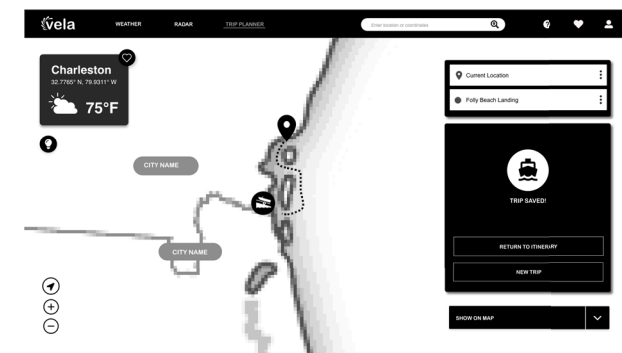 vela
WEATHER
RADAR
TRIP PLANNER
Enter location or coordinates
Charleston
32.7765° N, 79.9311° W
75°F
Current Location
Folly Beach Landing
CITY NAME
CITY NAME
TRIP SAVED!
RETURN TO ITINERARY
NEW TRIP
SHOW ON MAP